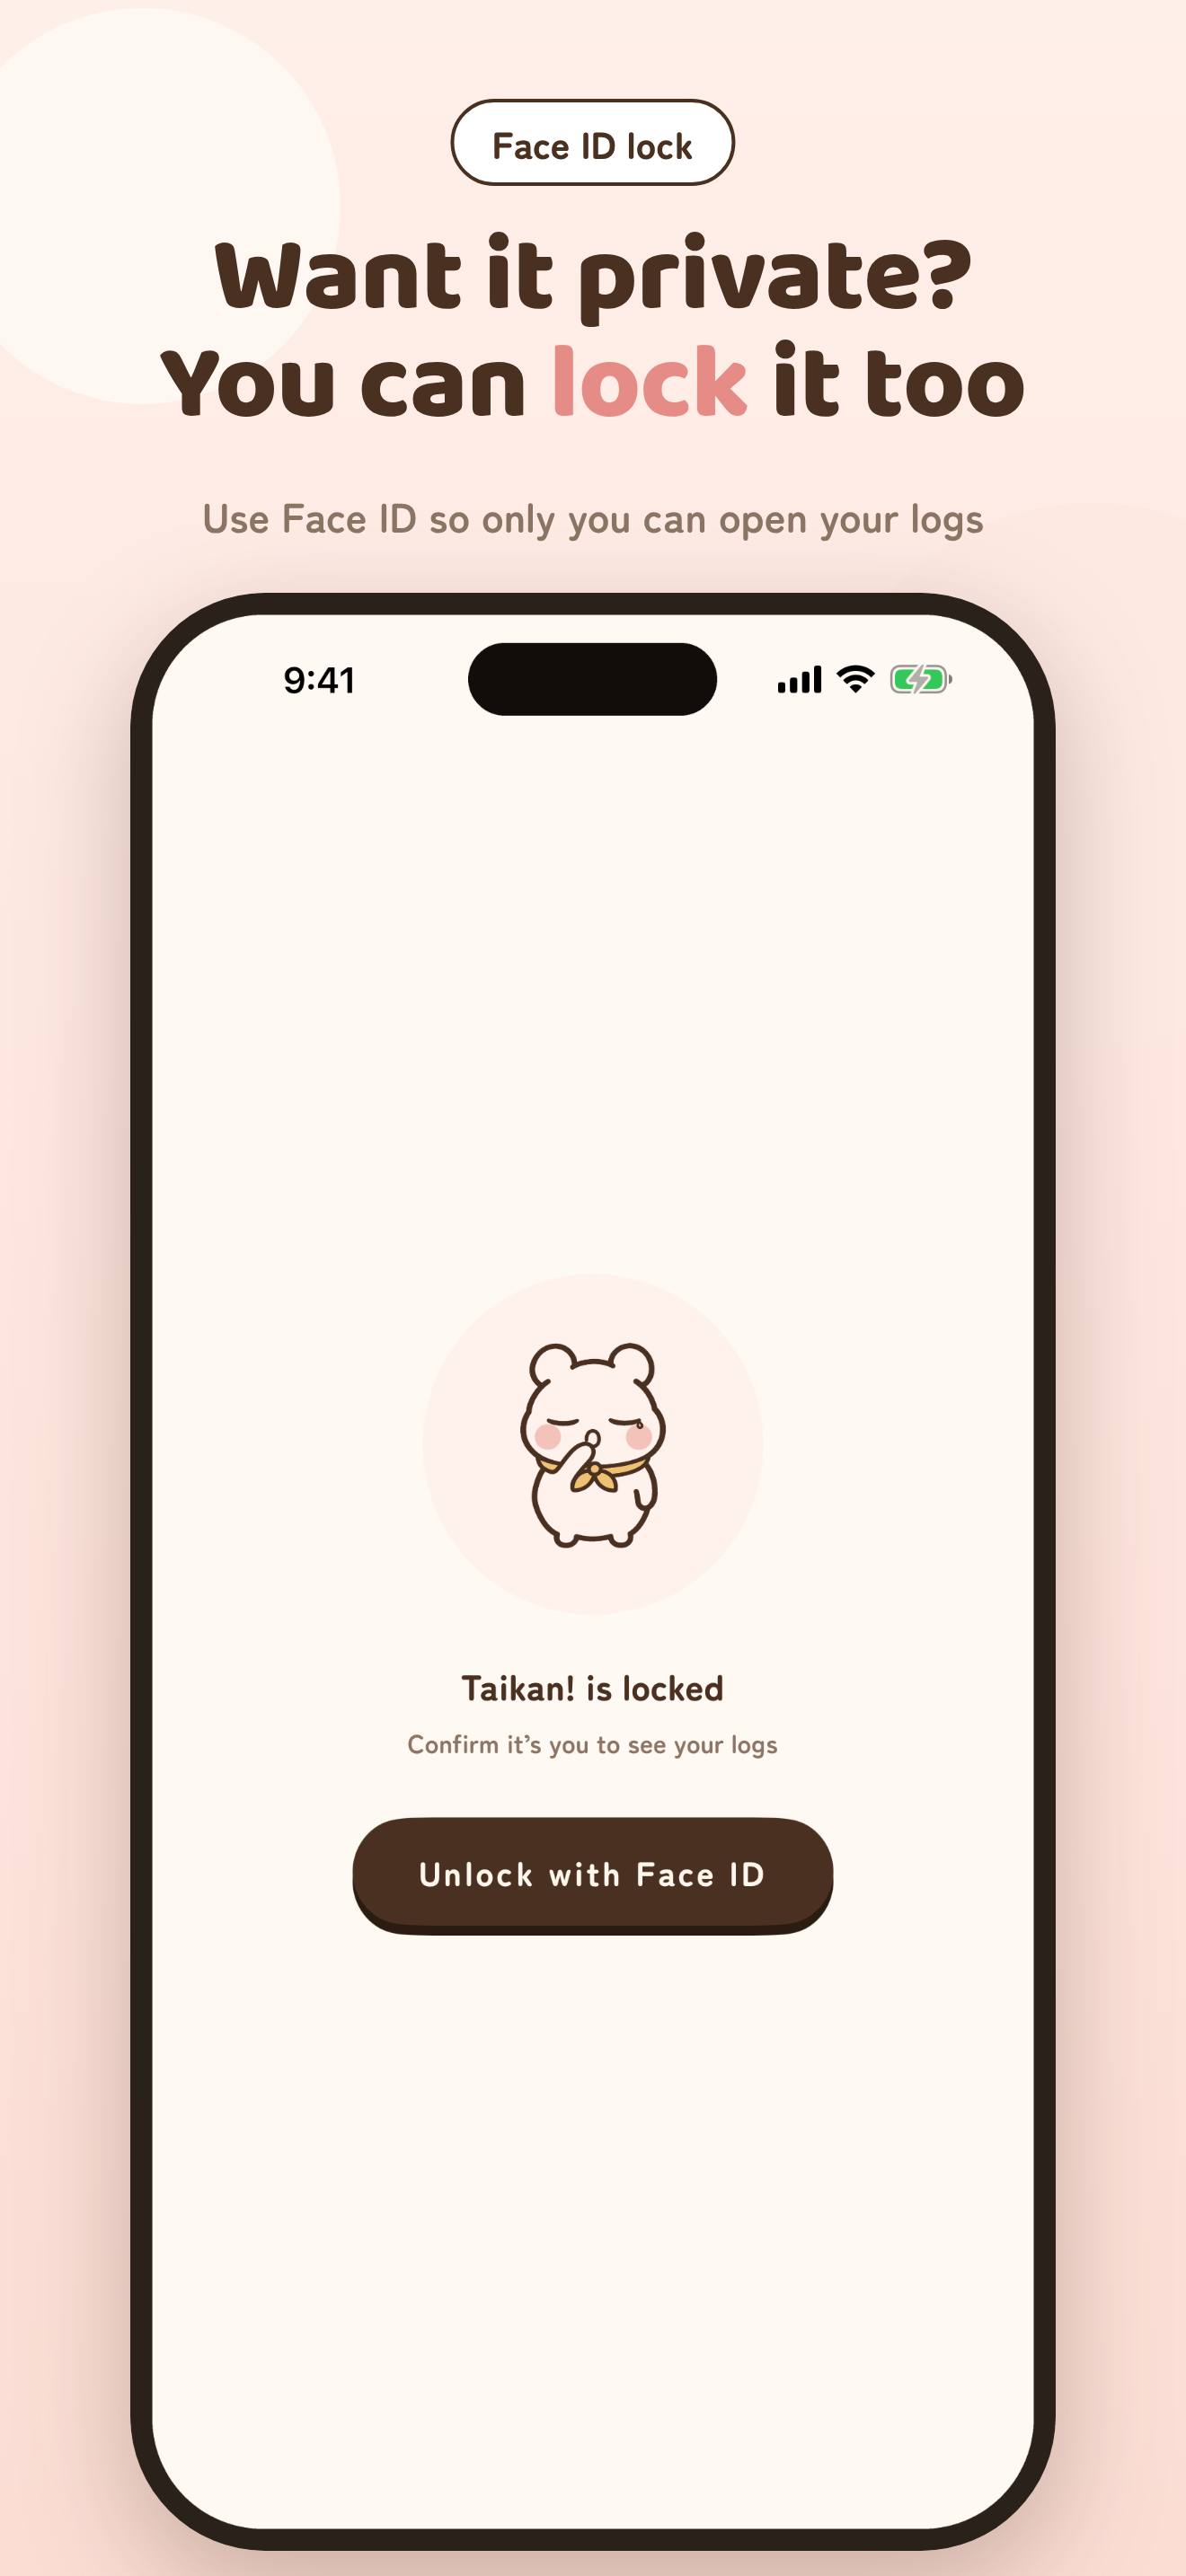 Face ID lock
Want it private?
You can lock it too
Use Face ID so only you can open your logs
9:41
Taikan! is locked
Confirm it’s you to see your logs
Unlock with Face ID